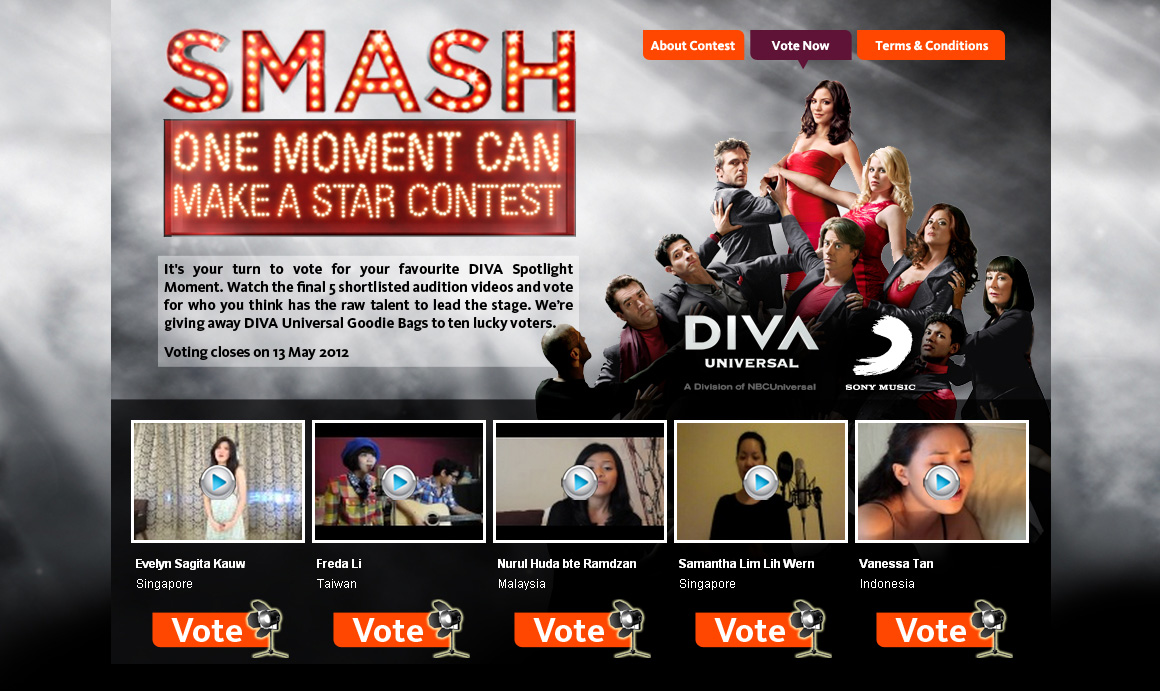 SMASH
ONE MOMENT CAN
MAKE A STAR CONTEST
About Contest
Vote Now
Terms & Conditions
It's your turn to vote for your favourite DIVA Spotlight
Moment. Watch the final 5 shortlisted audition videos and vote
for who you think has the raw talent to lead the stage. We're
giving away DIVA Universal Goodie Bags to ten lucky voters.
Voting closes on 13 May 2012
DIVA
UNIVERSAL
A Division of NBCUniversal
SONY MUSIC
Evelyn Sagita Kauw
Singapore
Vote
Freda Li
Taiwan
Vote
Nurul Huda bte Ramdzan
Malaysia
Vote
Samantha Lim Lih Wern
Singapore
Vote
Vanessa Tan
Indonesia
Vote